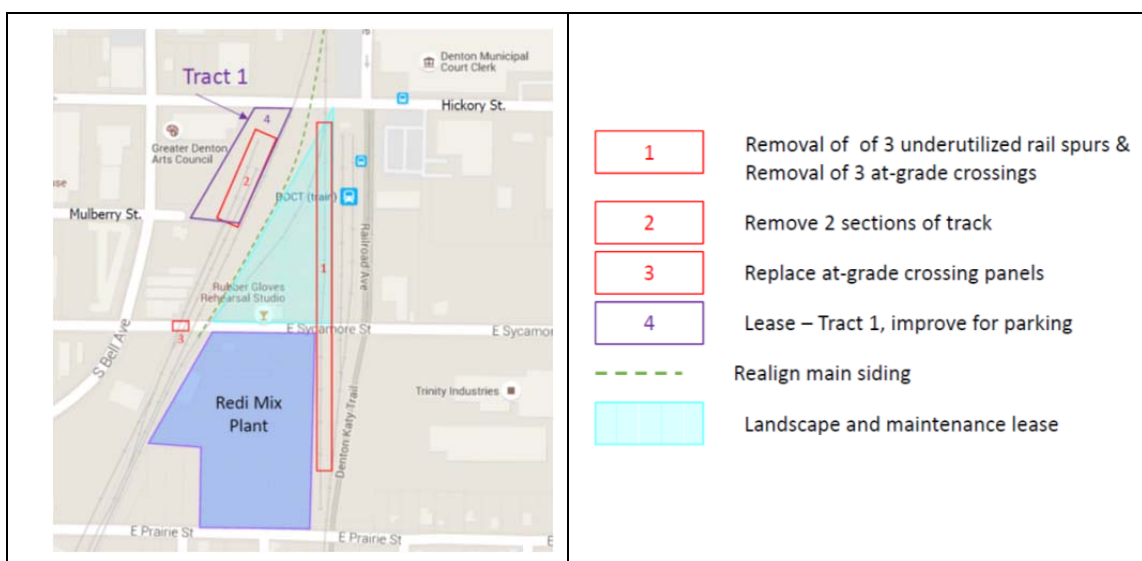 Tract 1
Denton Municipal
Court Clerk
4
Hickory St.
Greater Denton
Arts Council
2
use
Mulberry St.
DDCT (train)
Railroad Ave
1
Rubber Gloves
Rehearsal Studio
3
E Sycamore St
E Sycamor
S Bell Ave
Redi Mix
Plant
Trinity Industries
Denton Katy Trail
E Prairie St
E Prairie St
E
1
Removal of of 3 underutilized rail spurs &
Removal of 3 at-grade crossings
2
Remove 2 sections of track
3
Replace at-grade crossing panels
4
Lease – Tract 1, improve for parking
Realign main siding
Landscape and maintenance lease